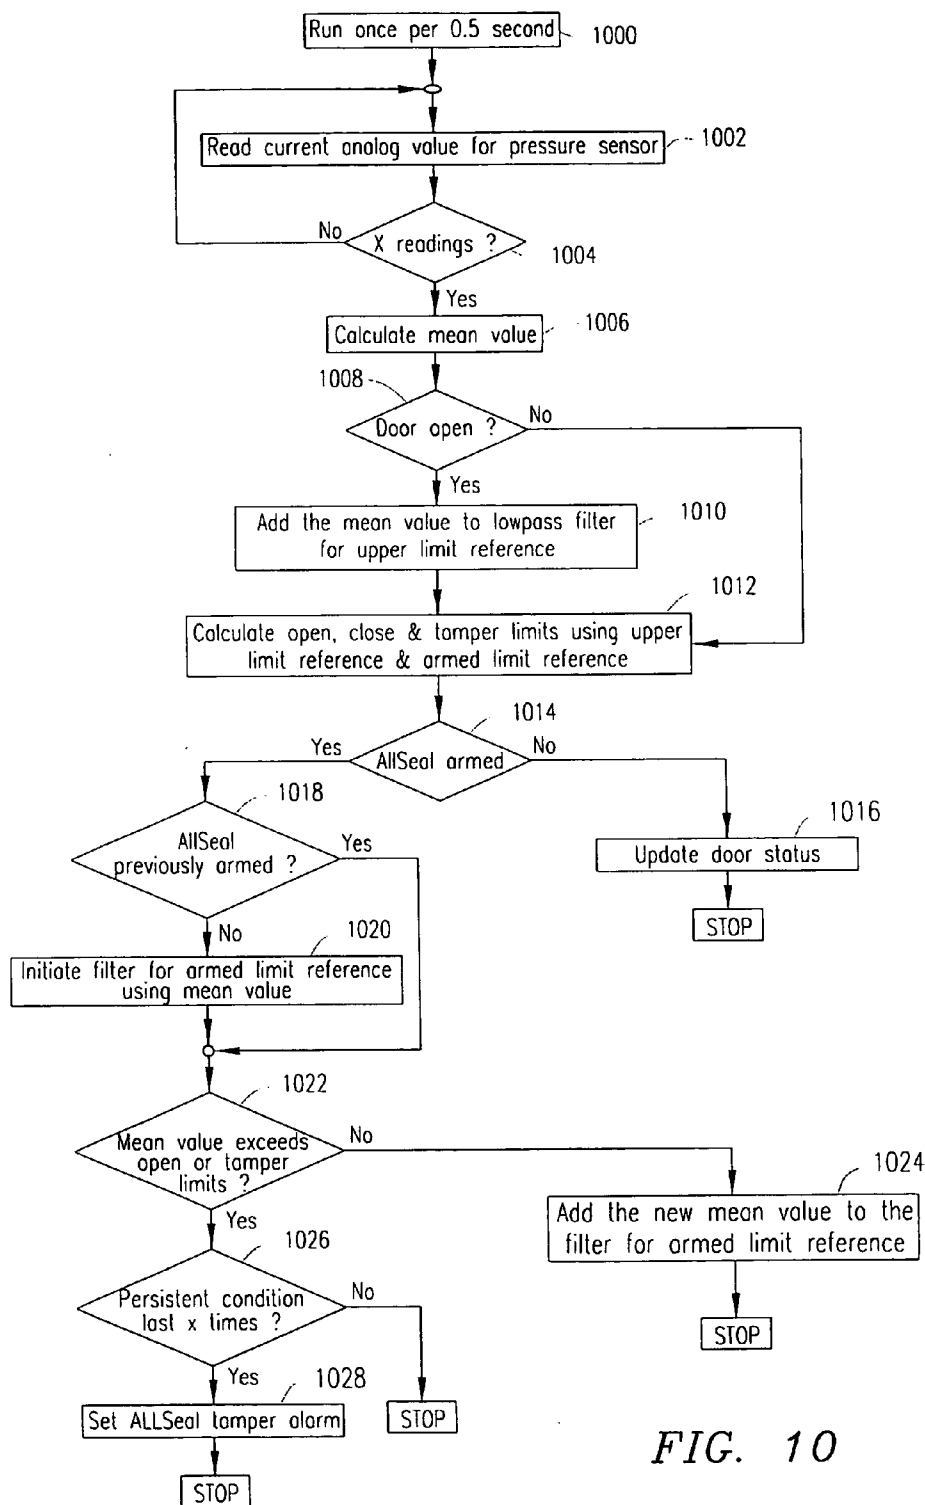 Run once per 0.5 second
1000
Read current analog value for pressure sensor
1002
No
X readings ?
1004
Yes
Calculate mean value
1006
1008
Door open ?
No
Yes
Add the mean value to lowpass filter
for upper limit reference
1010
1012
Calculate open, close & tamper limits using upper
limit reference & armed limit reference
1014
Yes
AllSeal armed
No
1018
AllSeal
previously armed ?
Yes
1016
Update door status
STOP
No
1020
Initiate filter for armed limit reference
using mean value
1022
Mean value exceeds
open or tamper
limits ?
No
1024
Add the new mean value to the
filter for armed limit reference
STOP
Yes
1026
Persistent condition
last x times ?
No
STOP
Yes
1028
Set ALLSeal tamper alarm
STOP
FIG. 10